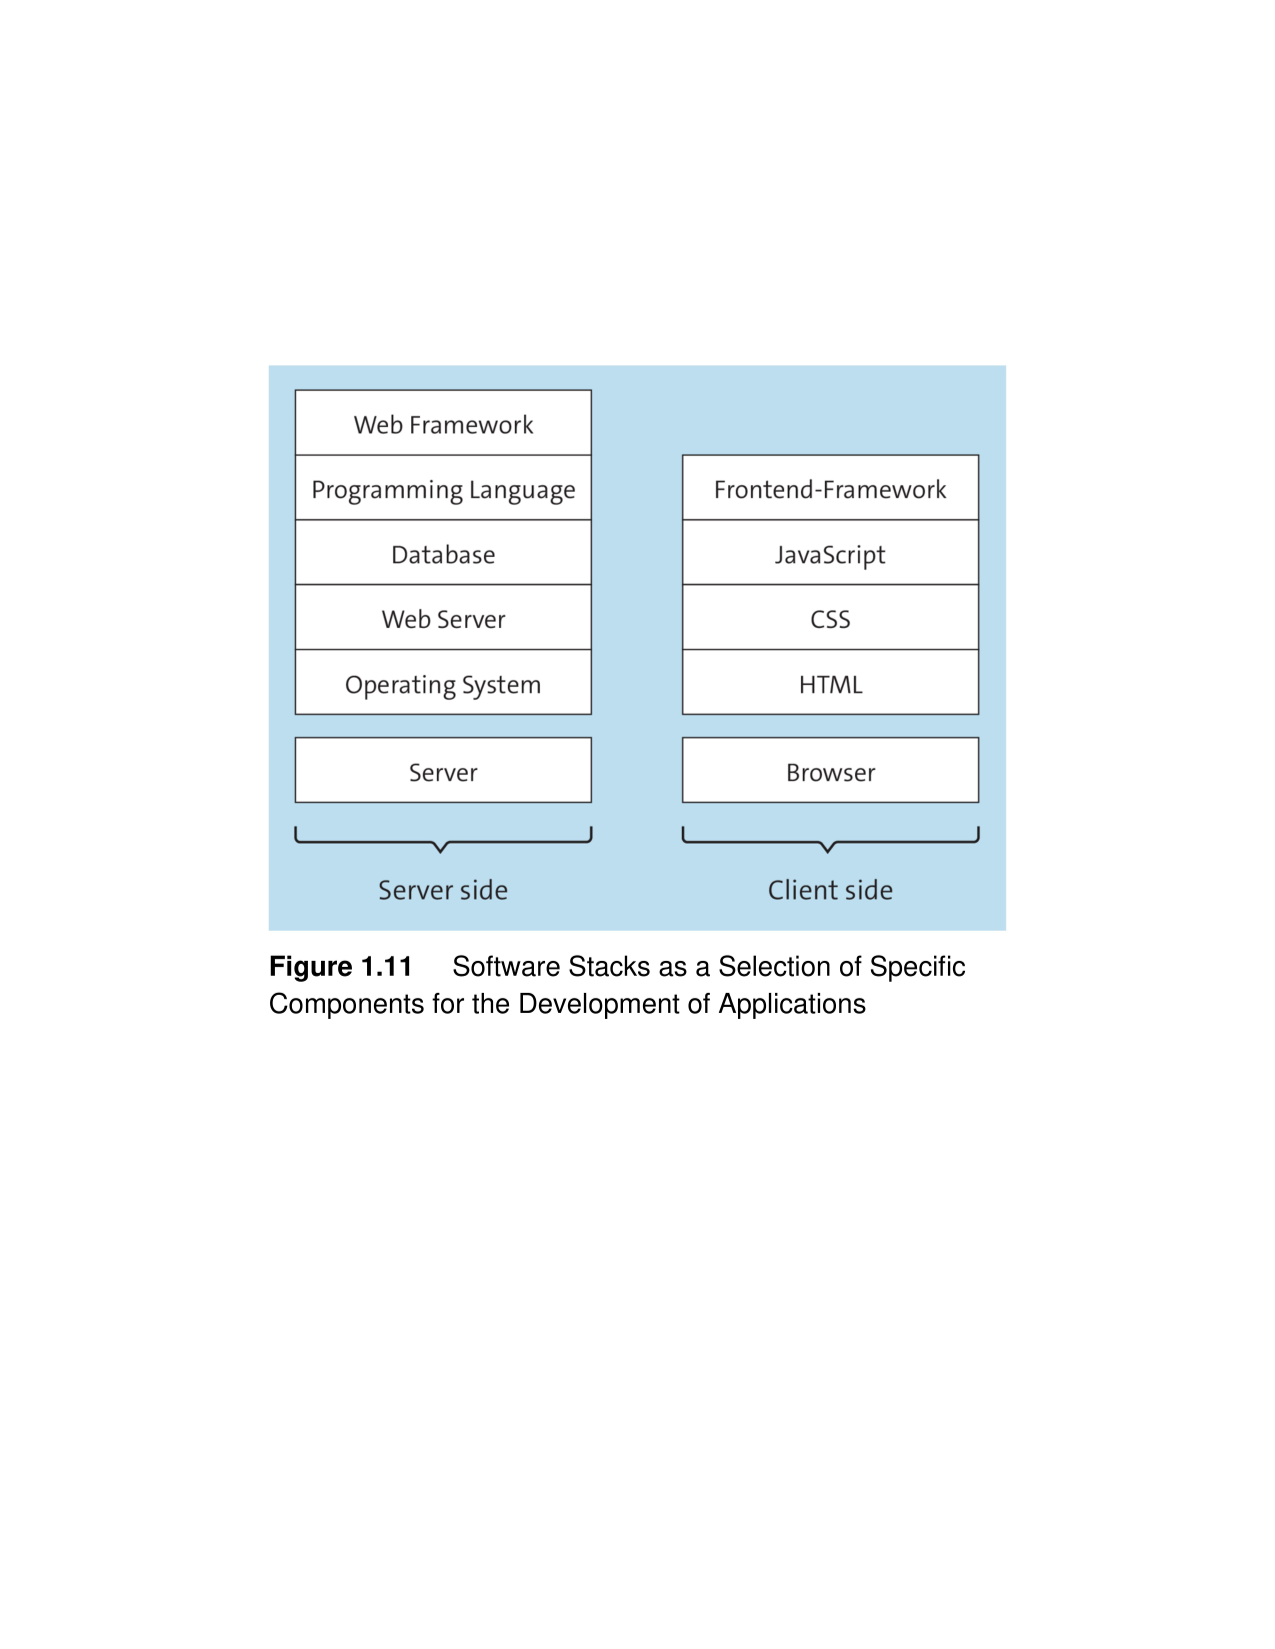 Web Framework
Programming Language
Database
Web Server
Operating System
Server
Server side
Frontend-Framework
JavaScript
CSS
HTML
Browser
Client side
Figure 1.11 Software Stacks as a Selection of Specific
Components for the Development of Applications